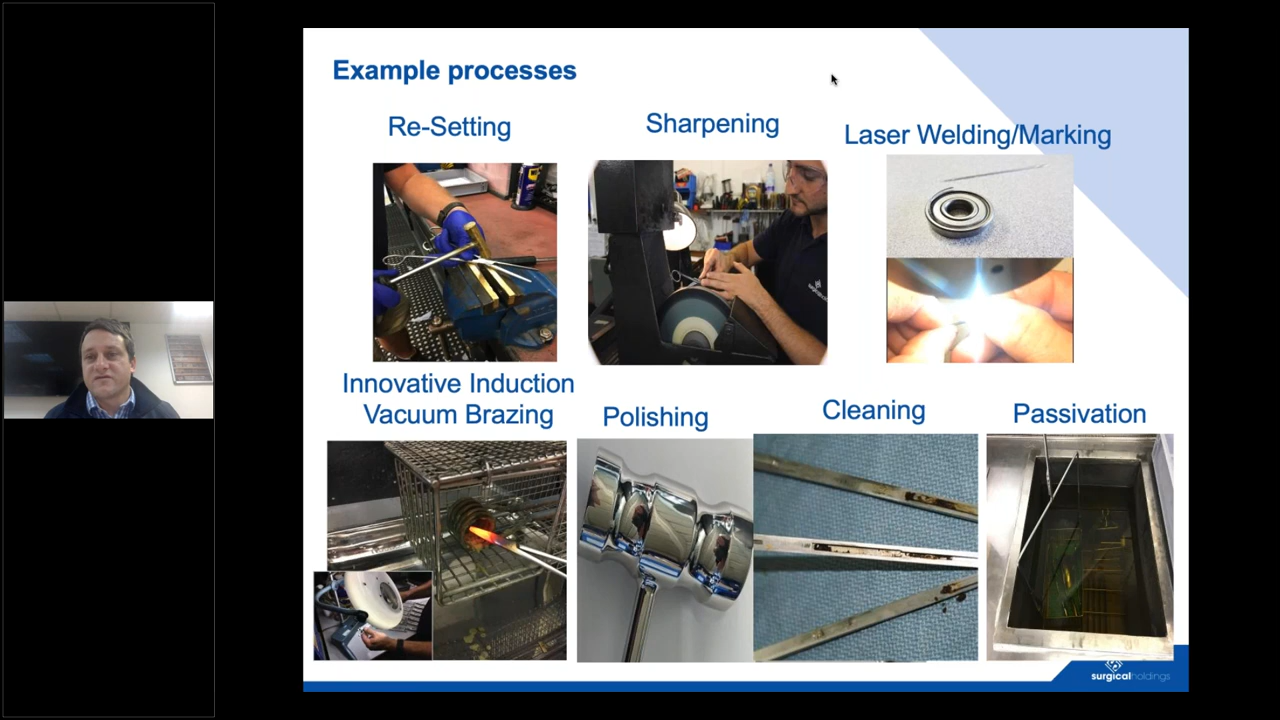 Example processes
Re-Setting
Sharpening
Laser Welding/Marking
Innovative Induction
Vacuum Brazing
Polishing
Cleaning
Passivation
surgicalholdings